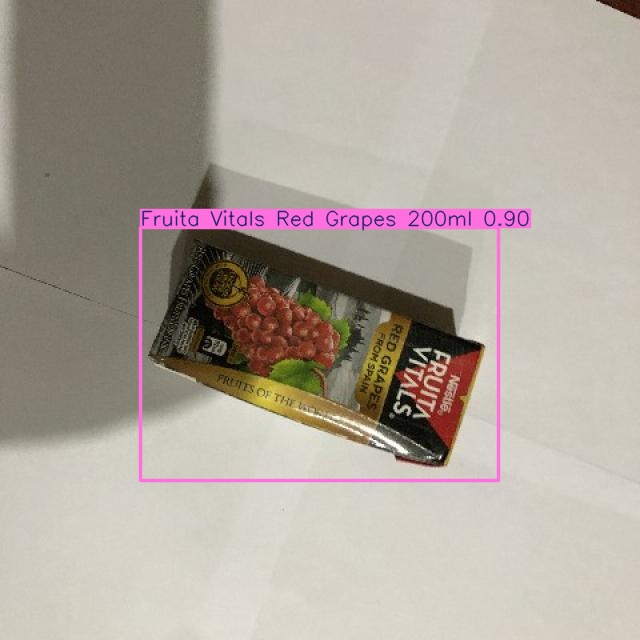 Fruita Vitals Red Grapes 200ml 0.90
Nestlé
FRUITA
VITALS
RED GRAPES
FROM SPAIN
FRUITS OF THE